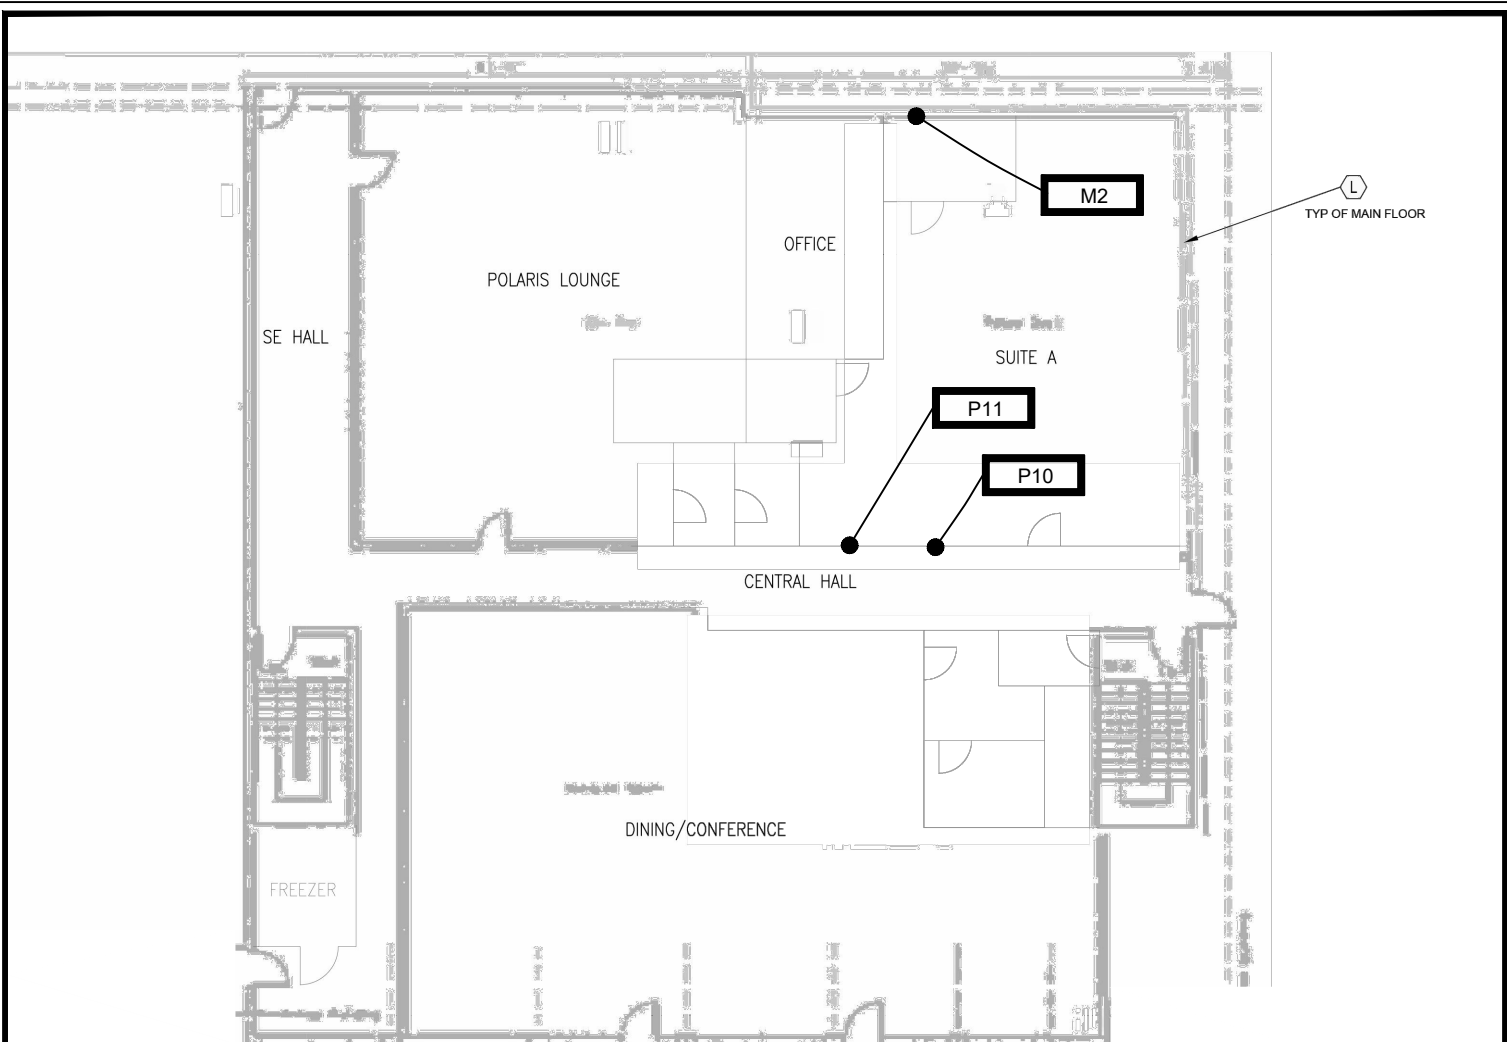 M2
L
TYP OF MAIN FLOOR
OFFICE
POLARIS LOUNGE
SE HALL
SUITE A
P11
P10
CENTRAL HALL
DINING/CONFERENCE
FREEZER